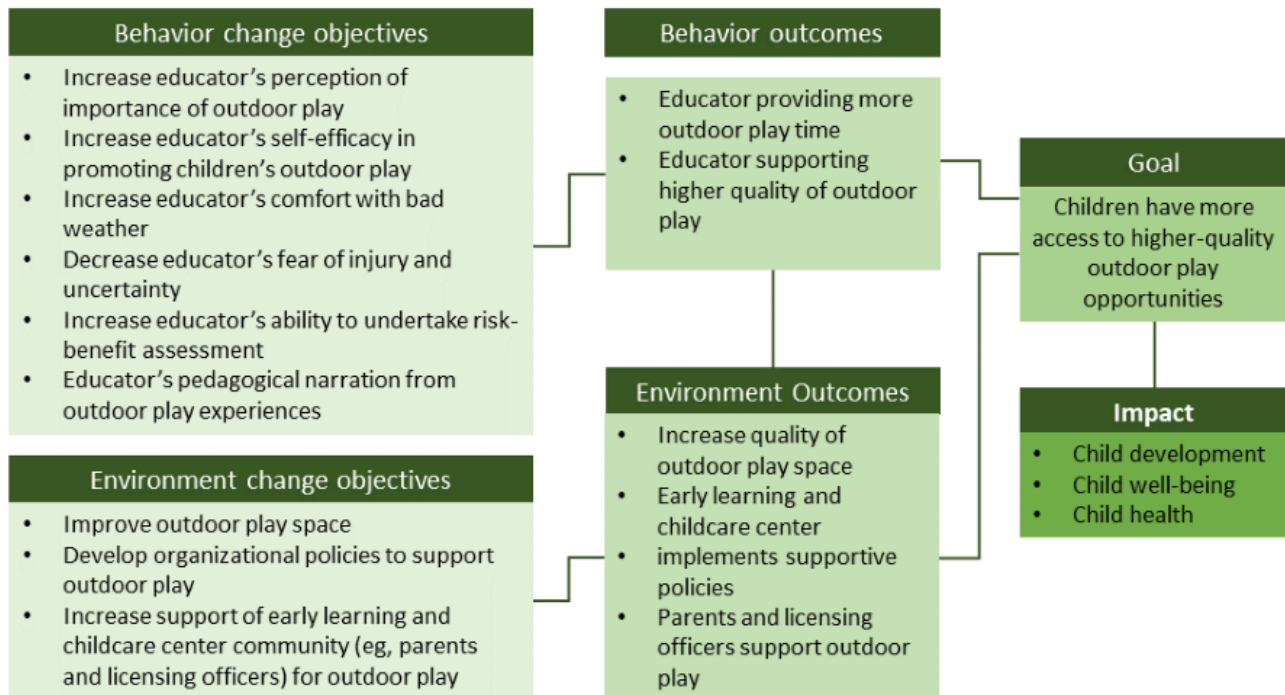 Behavior change objectives
• Increase educator's perception of
importance of outdoor play
• Increase educator's self-efficacy in
promoting children's outdoor play
• Increase educator's comfort with bad
weather
• Decrease educator's fear of injury and
uncertainty
• Increase educator's ability to undertake risk-
benefit assessment
• Educator's pedagogical narration from
outdoor play experiences
Environment change objectives
• Improve outdoor play space
• Develop organizational policies to support
outdoor play
• Increase support of early learning and
childcare center community (eg, parents
and licensing officers) for outdoor play
Behavior outcomes
• Educator providing more
outdoor play time
• Educator supporting
higher quality of outdoor
play
Environment Outcomes
• Increase quality of
outdoor play space
• Early learning and
childcare center
• implements supportive
policies
• Parents and licensing
officers support outdoor
play
Goal
Children have more
access to higher-quality
outdoor play
opportunities
Impact
• Child development
• Child well-being
• Child health